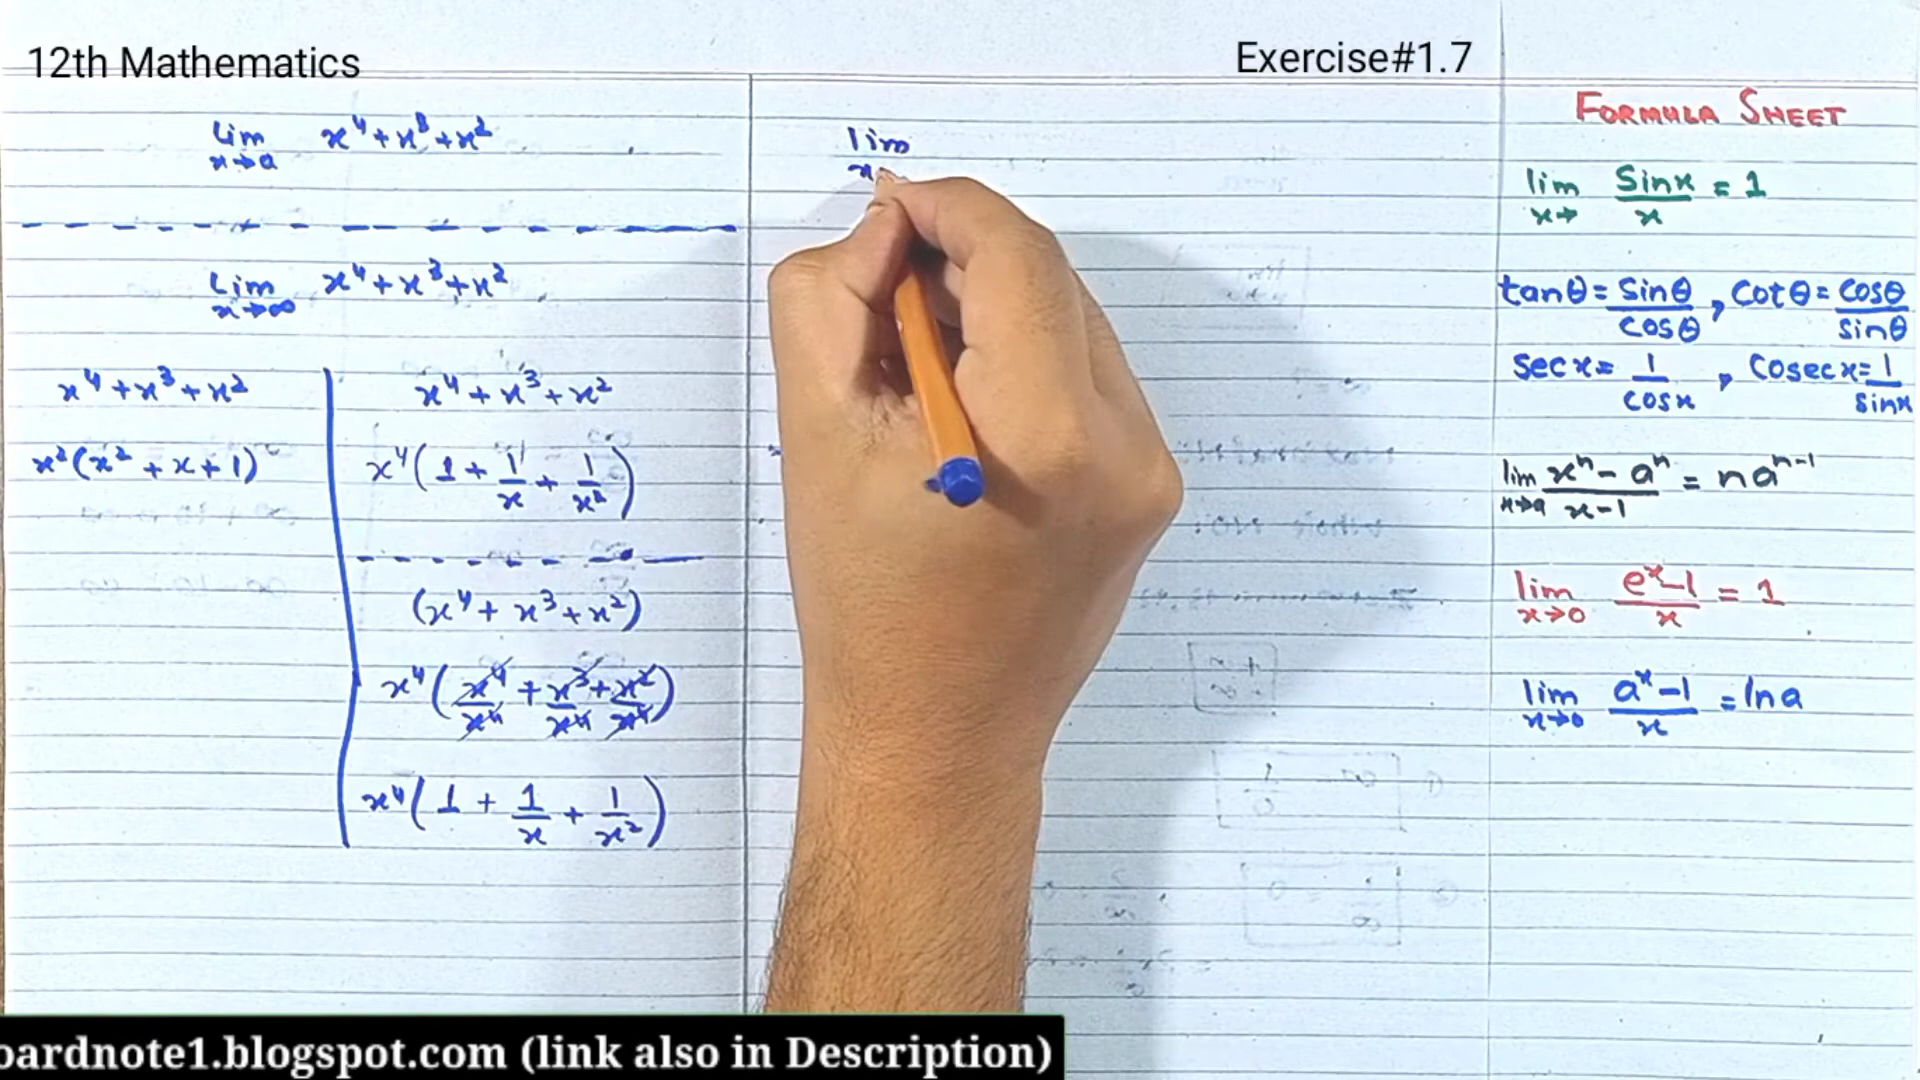 12th Mathematics
Exercise#1.7
lim x→a x⁴+x³+x²
Lim x→∞ x⁴+x³+x²
x⁴+x³+x²
x²(x²+x+1)
x⁴+x³+x²
x⁴(1+1/x+1/x²)
(x⁴+x³+x²)
x⁴(x⁴/x⁴+x³/x⁴+x²/x⁴)
x⁴(1+1/x+1/x²)
lim x
FORMULA SHEET
lim x→ Sinx/x = 1
tanθ = Sinθ/cosθ , Cotθ = cosθ/sinθ
Sec x = 1/cosx , Cosec x = 1/sinx
lim x→a xⁿ-aⁿ/x-1 = naⁿ⁻¹
lim x→0 eˣ-1/x = 1
lim x→0 aˣ-1/x = lna
oardnote1.blogspot.com (link also in Description)